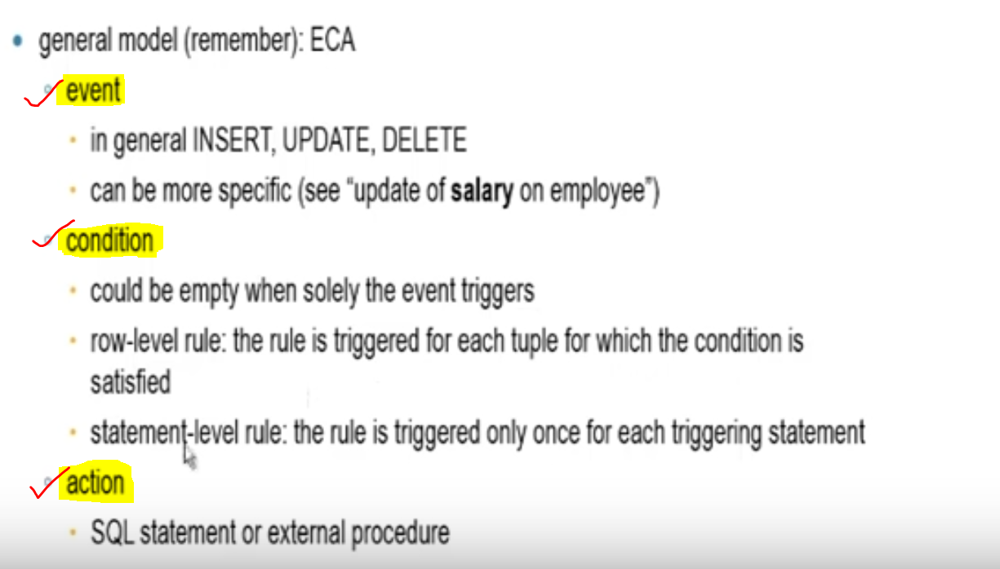 general model (remember): ECA
event
in general INSERT, UPDATE, DELETE
can be more specific (see “update of salary on employee”)
condition
could be empty when solely the event triggers
row-level rule: the rule is triggered for each tuple for which the condition is
satisfied
statement-level rule: the rule is triggered only once for each triggering statement
action
SQL statement or external procedure